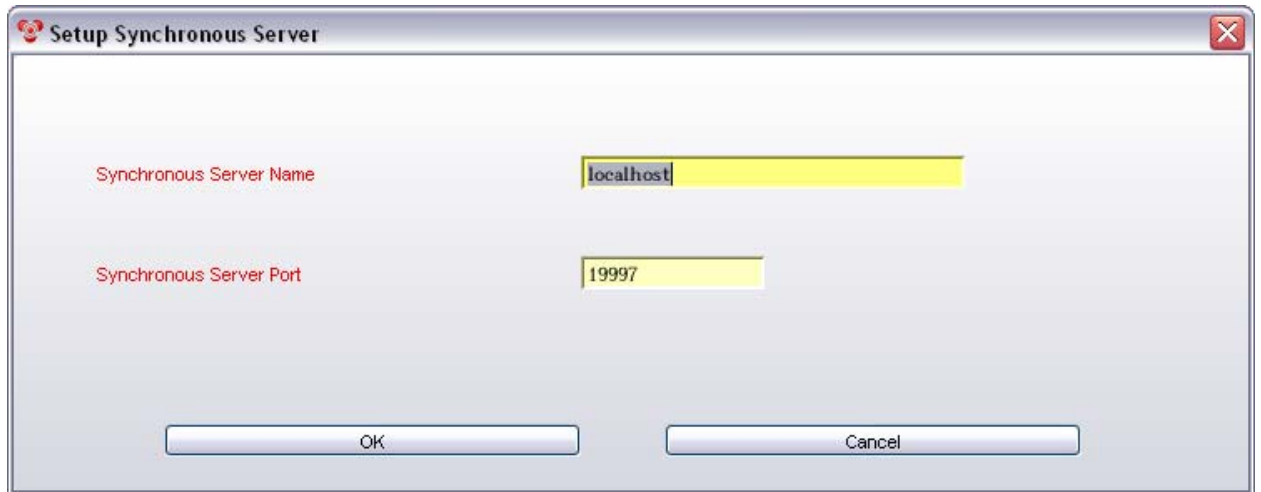 Setup Synchronous Server
Synchronous Server Name localhost
Synchronous Server Port 19997
OK Cancel